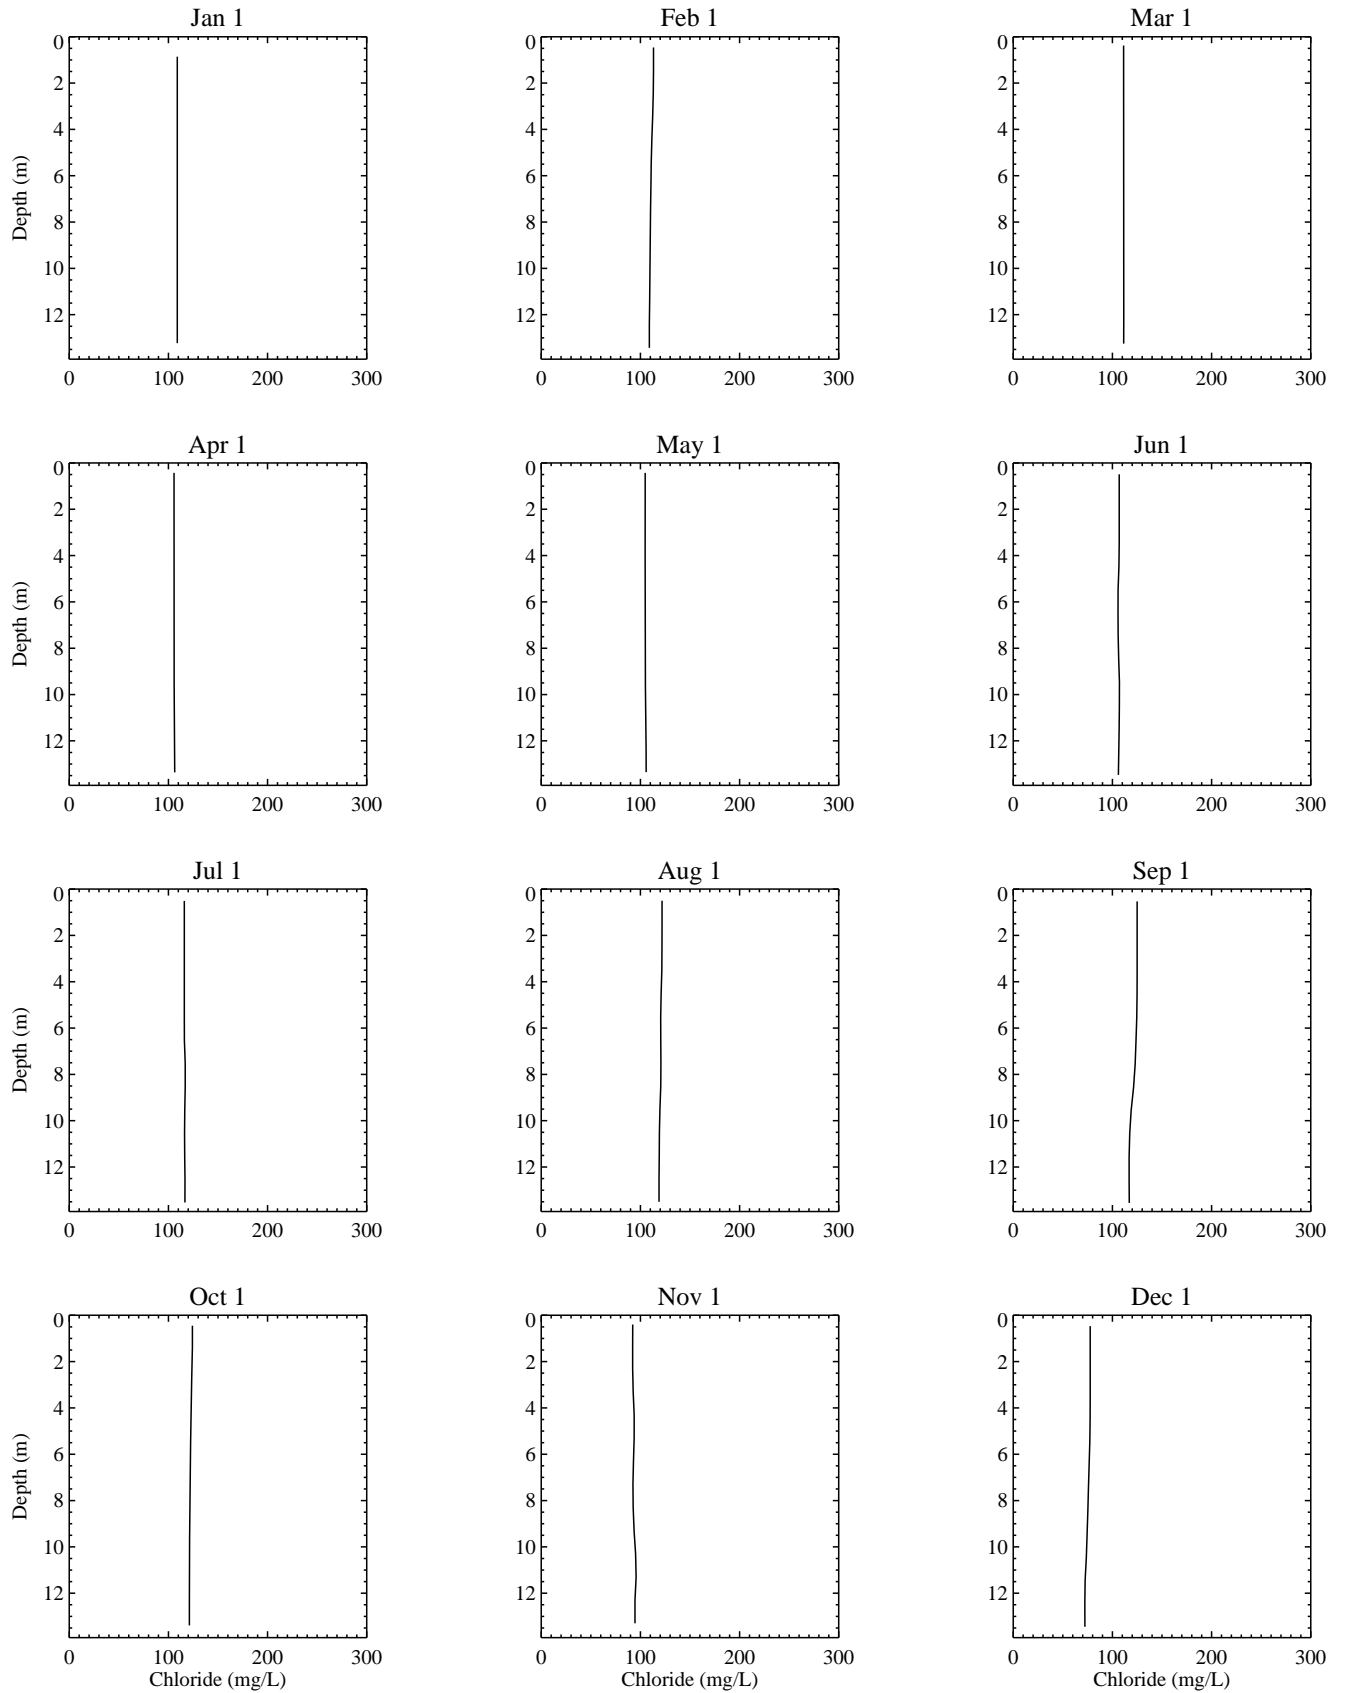 Jan 1 Feb 1 Mar 1
0 0 0
2 2 2
4 4 4
Depth (m) 6 6 6
8 8 8
10 10 10
12 12 12
0 100 200 300 0 100 200 300 0 100 200 300
Apr 1 May 1 Jun 1
0 0 0
2 2 2
4 4 4
Depth (m) 6 6 6
8 8 8
10 10 10
12 12 12
0 100 200 300 0 100 200 300 0 100 200 300
Jul 1 Aug 1 Sep 1
0 0 0
2 2 2
4 4 4
Depth (m) 6 6 6
8 8 8
10 10 10
12 12 12
0 100 200 300 0 100 200 300 0 100 200 300
Oct 1 Nov 1 Dec 1
0 0 0
2 2 2
4 4 4
Depth (m) 6 6 6
8 8 8
10 10 10
12 12 12
0 100 200 300 0 100 200 300 0 100 200 300
Chloride (mg/L) Chloride (mg/L) Chloride (mg/L)